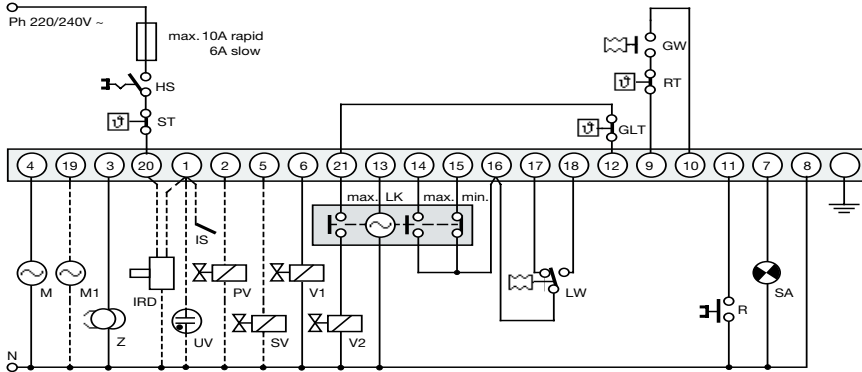 Ph 220/240V ~
max. 10A rapid
6A slow
HS
ST
GW
RT
GLT
4 19 3 20 1 2 5 6 21 13 14 15 16 17 18 12 9 10 11 7 8
max. LK max. min.
IS
M M1 IRD PV V1 LW SA
R
Z UV SV V2
N